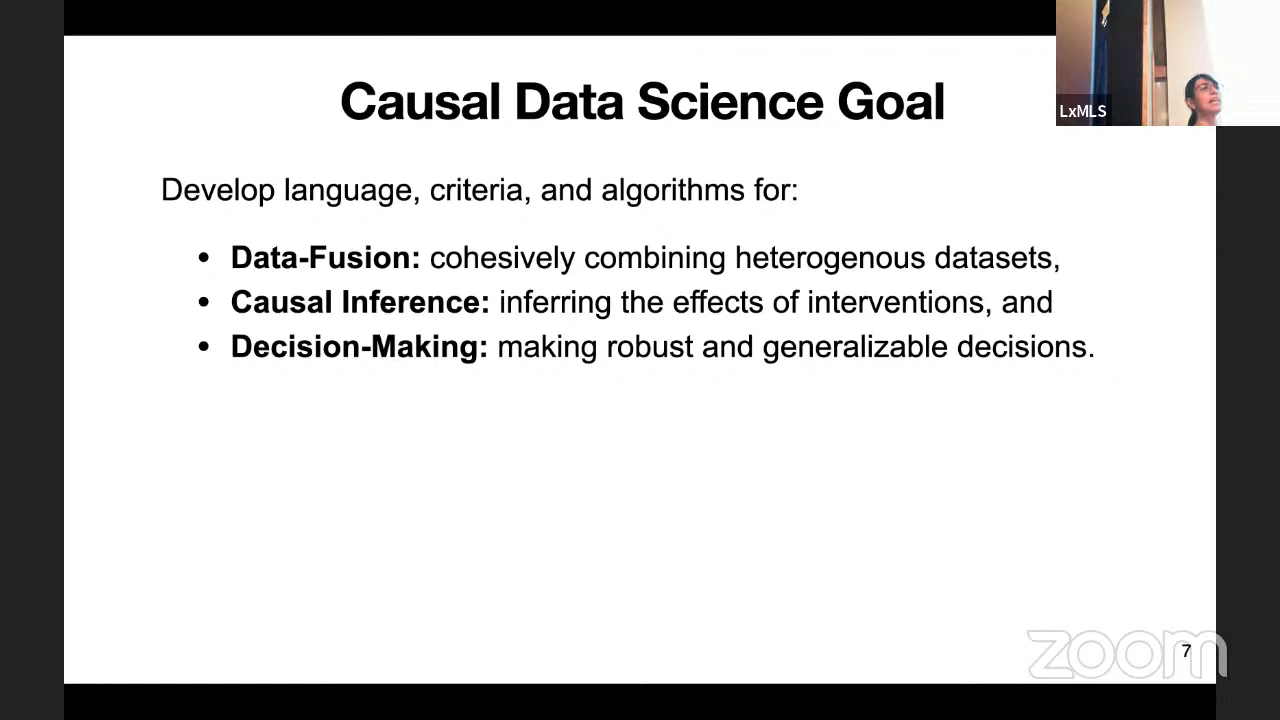 Causal Data Science Goal
LxMLS
Develop language, criteria, and algorithms for:
• Data-Fusion: cohesively combining heterogenous datasets,
• Causal Inference: inferring the effects of interventions, and
• Decision-Making: making robust and generalizable decisions.
zoom
7